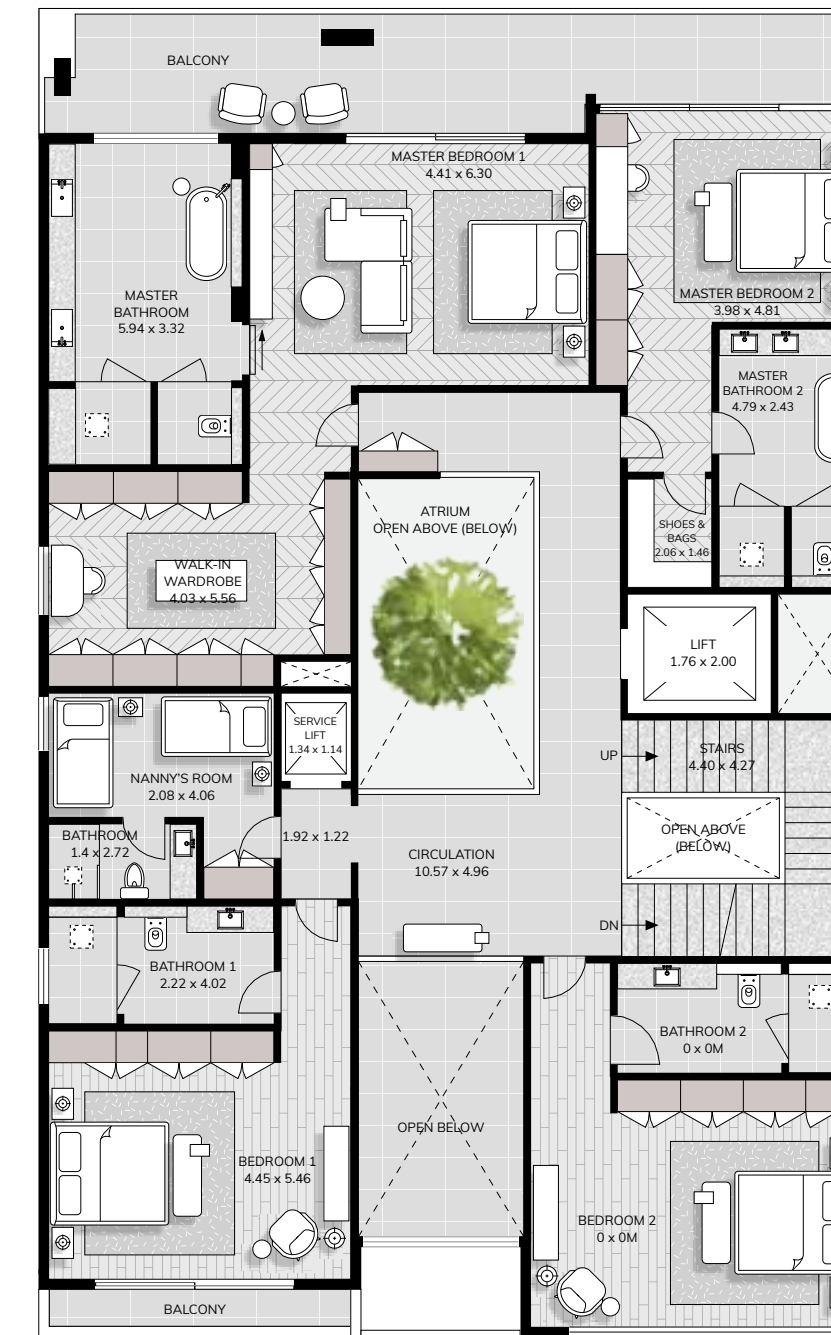 BALCONY
MASTER BEDROOM 1
4.41 x 6.30
MASTER
BATHROOM
5.94 x 3.32
MASTER BEDROOM 2
3.98 x 4.81
MASTER
BATHROOM 2
4.79 x 2.43
ATRIUM
OPEN ABOVE (BELOW)
SHOES &
BAGS
2.06 x 1.46
WALK-IN
WARDROBE
4.03 x 5.56
LIFT
1.76 x 2.00
SERVICE
LIFT
1.34 x 1.14
UP
STAIRS
4.40 x 4.27
NANNY'S ROOM
2.08 x 4.06
BATHROOM
1.4 x 2.72
1.92 x 1.22
OPEN ABOVE
(BELOW)
CIRCULATION
10.57 x 4.96
DN
BATHROOM 1
2.22 x 4.02
BATHROOM 2
0 x 0M
OPEN BELOW
BEDROOM 1
4.45 x 5.46
BEDROOM 2
0 x 0M
BALCONY